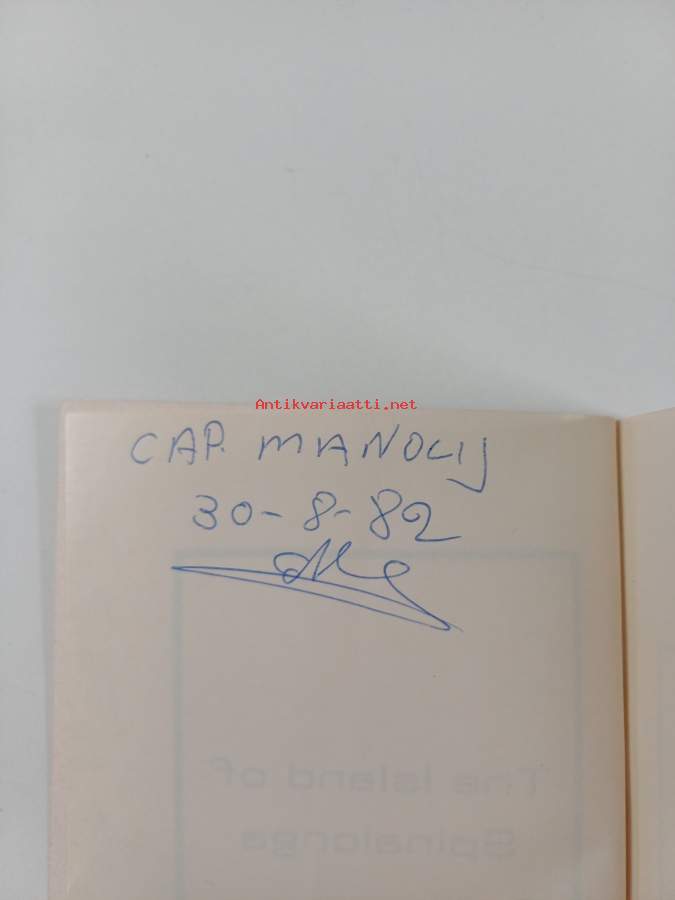 Antikvariaatti.net
CAP. MANOLIJ
30-8-82
The Island of
Spinalonga